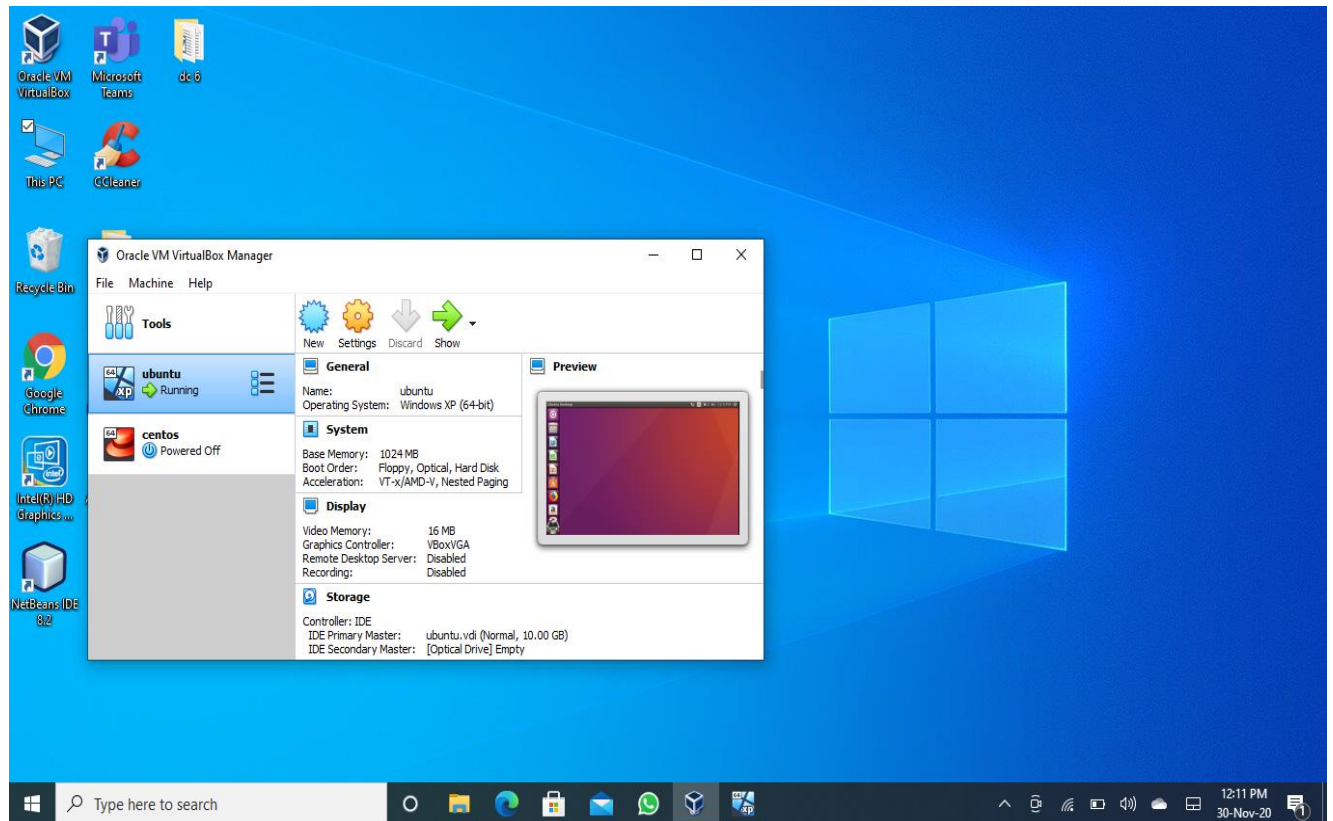 Oracle VM
VirtualBox
Microsoft
Teams
dc 6
This PC
CCleaner
Recycle Bin
Google
Chrome
Intel(R) HD
Graphics ...
NetBeans IDE
8.2
Oracle VM VirtualBox Manager
File Machine Help
Tools
New Settings Discard Show
64
XP
ubuntu
Running
64
centos
Powered Off
General
Name: ubuntu
Operating System: Windows XP (64-bit)
System
Base Memory: 1024 MB
Boot Order: Floppy, Optical, Hard Disk
Acceleration: VT-x/AMD-V, Nested Paging
Display
Video Memory: 16 MB
Graphics Controller: VBoxVGA
Remote Desktop Server: Disabled
Recording: Disabled
Storage
Controller: IDE
IDE Primary Master: ubuntu.vdi (Normal, 10.00 GB)
IDE Secondary Master: [Optical Drive] Empty
Preview
Type here to search
12:11 PM
30-Nov-20
1